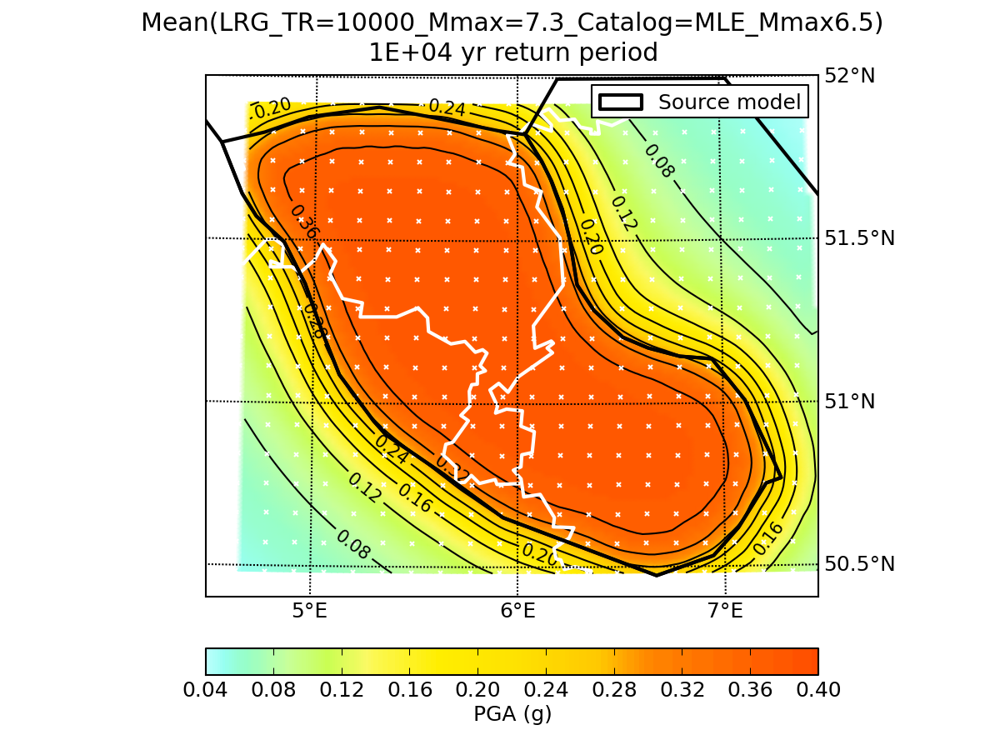 Mean(LRG_TR=10000_Mmax=7.3_Catalog=MLE_Mmax6.5)
1E+04 yr return period
52°N
Source model
0.20
0.24
0.08
0.12
0.36
0.20
51.5°N
0.28
51°N
0.24
0.32
0.12
0.16
0.08
0.20
0.16
50.5°N
5°E 6°E 7°E
0.04 0.08 0.12 0.16 0.20 0.24 0.28 0.32 0.36 0.40
PGA (g)